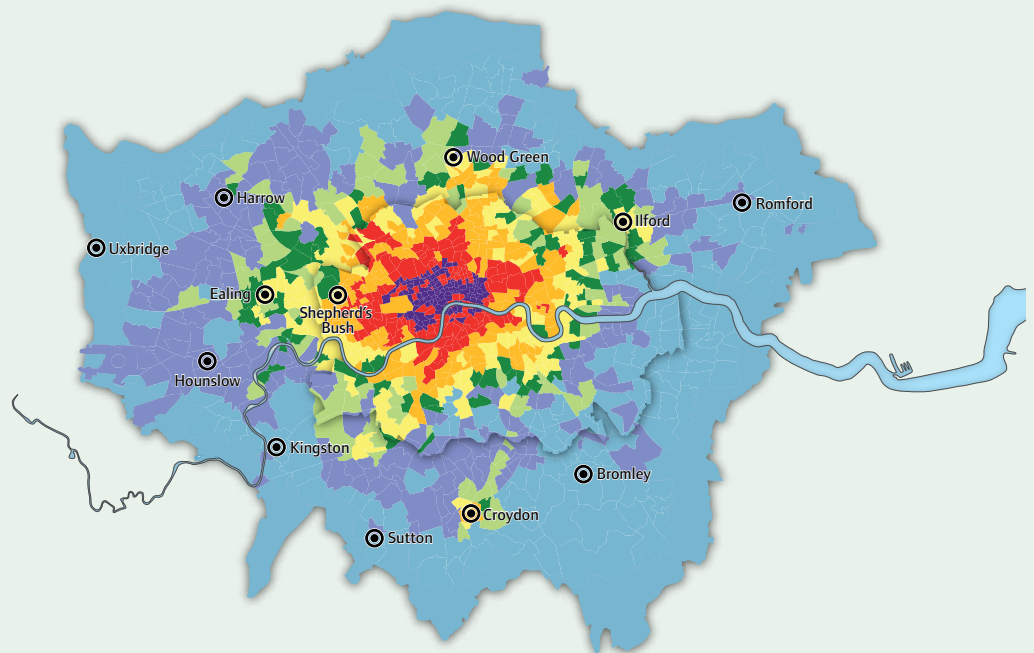 Wood Green
Harrow
Romford
Ilford
Uxbridge
Ealing
Shepherd's
Bush
Hounslow
Kingston
Bromley
Croydon
Sutton